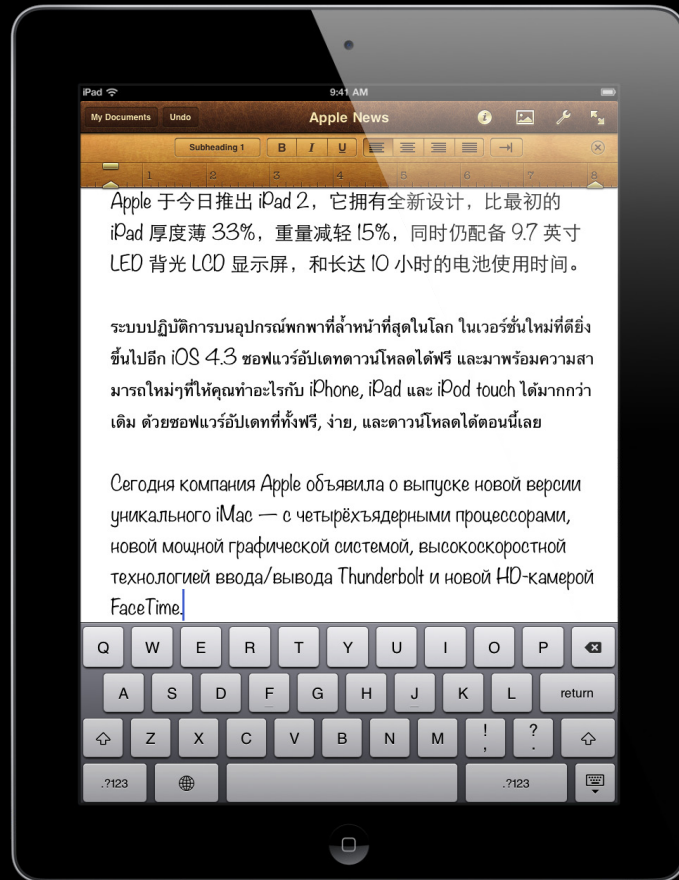 iPad
9:41 AM
My Documents
Undo
Apple News
Subheading 1
B I U
1 2 3 4 5 6 7 8
Apple 于今日推出 iPad 2，它拥有全新设计，比最初的
iPad 厚度薄 33%，重量减轻 15%，同时仍配备 9.7 英寸
LED 背光 LCD 显示屏，和长达 10 小时的电池使用时间。
ระบบปฏิบัติการบนอุปกรณ์พกพาที่ล้ำหน้าที่สุดในโลก ในเวอร์ชั่นใหม่ที่ดียิ่ง
ขึ้นไปอีก iOS 4.3 ซอฟแวร์อัปเดทดาวน์โหลดได้ฟรี และมาพร้อมความสา
มารถใหม่ๆที่ให้คุณทำอะไรกับ iPhone, iPad และ iPod touch ได้มากกว่า
เดิม ด้วยซอฟแวร์อัปเดทที่ทั้งฟรี, ง่าย, และดาวน์โหลดได้ตอนนี้เลย
Сегодня компания Apple объявила о выпуске новой версии
уникального iMac — с четырёхъядерными процессорами,
новой мощной графической системой, высокоскоростной
технологией ввода/вывода Thunderbolt и новой HD-камерой
FaceTime.
Q W E R T Y U I O P
A S D F G H J K L return
Z X C V B N M ! , ? .
.?123 .?123